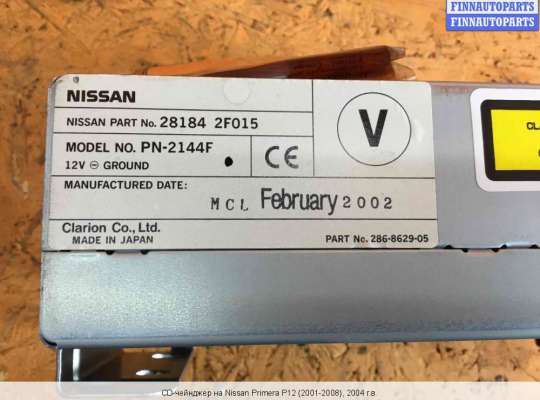 FINNAUTOPARTS
FINNAUTOPARTS
NISSAN
NISSAN PART No. 28184 2F015
MODEL NO. PN-2144F
12V ⊖ GROUND
CE
V
MANUFACTURED DATE:
MCL February 2002
Clarion Co., Ltd.
MADE IN JAPAN
PART No. 286-8629-05
CD-чейнджер на Nissan Primera P12 (2001-2008), 2004 г.в.